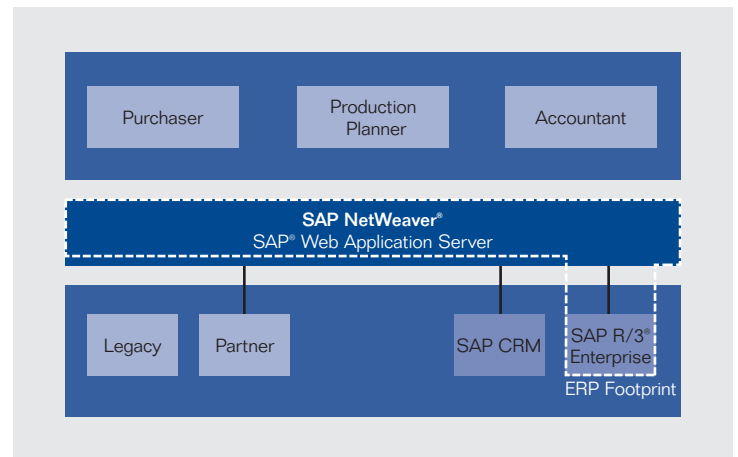 Purchaser
Production
Planner
Accountant
SAP NetWeaver®
SAP® Web Application Server
Legacy
Partner
SAP CRM
SAP R/3®
Enterprise
ERP Footprint